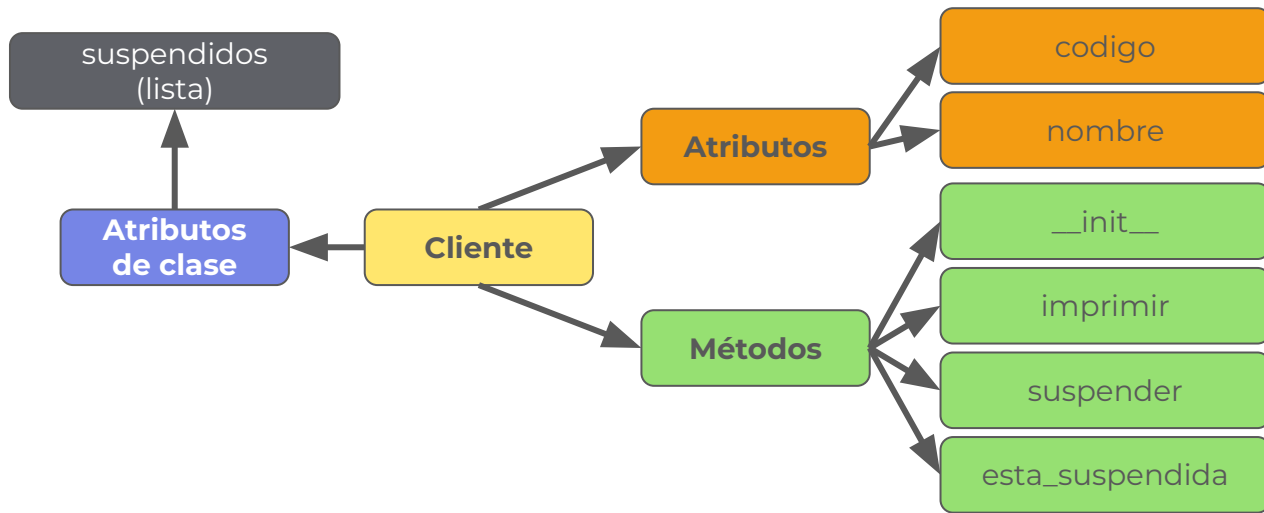 suspendidos
(lista)
Atributos
de clase
Cliente
Atributos
codigo
nombre
Métodos
__init__
imprimir
suspender
esta_suspendida